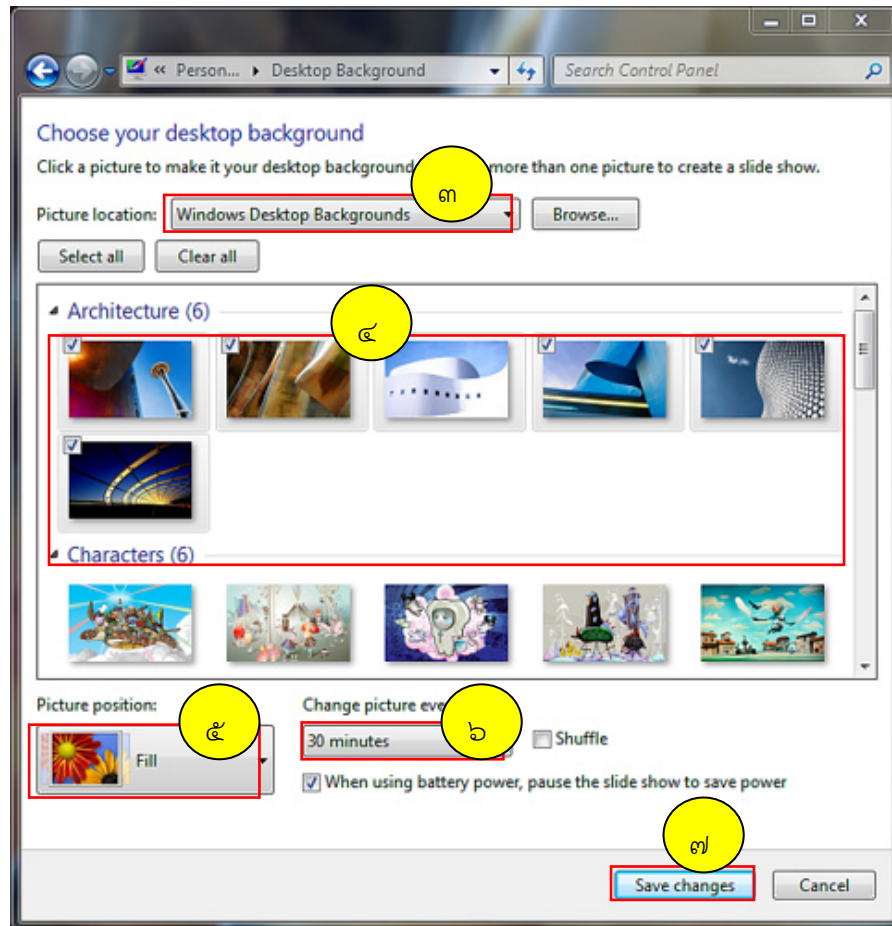 « Person... Desktop Background Search Control Panel
Choose your desktop background
Click a picture to make it your desktop background more than one picture to create a slide show.
๓
Picture location: Windows Desktop Backgrounds Browse...
Select all Clear all
Architecture (6)
๔
Characters (6)
Picture position: Change picture eve
๕ ๖
Fill 30 minutes Shuffle
When using battery power, pause the slide show to save power
๗
Save changes Cancel